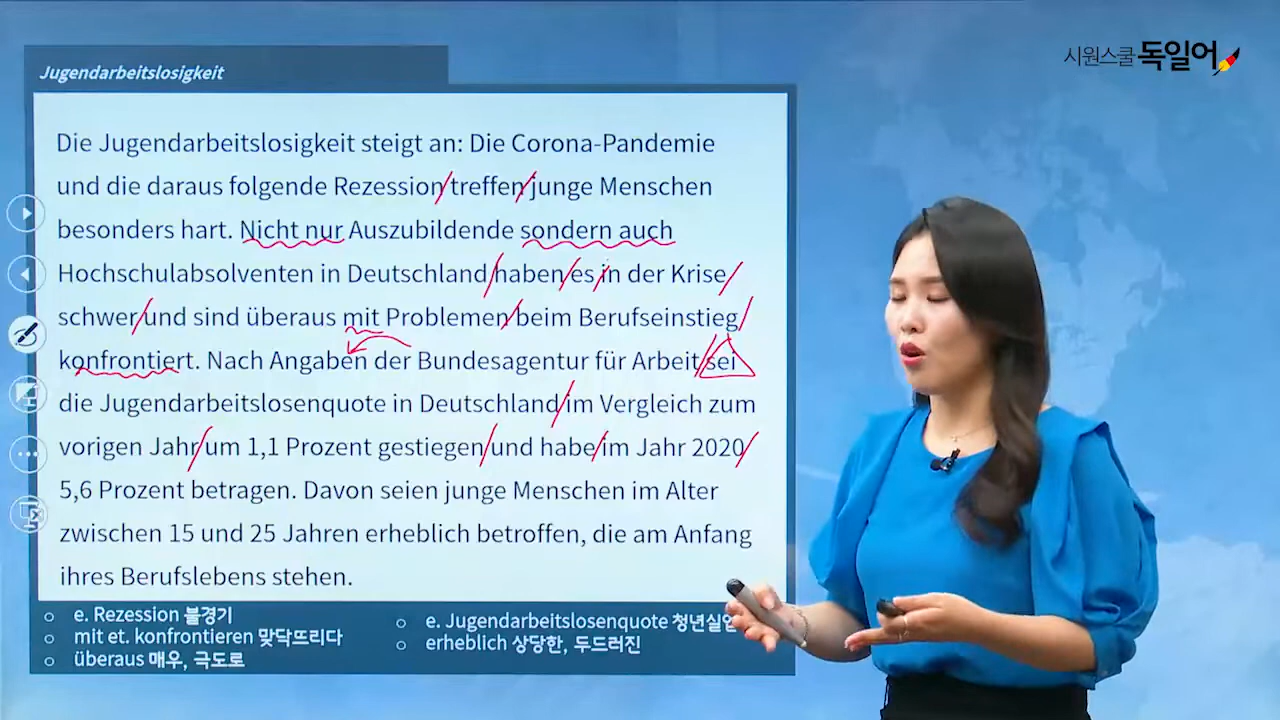 시원스쿨 독일어
Jugendarbeitslosigkeit
Die Jugendarbeitslosigkeit steigt an: Die Corona-Pandemie
und die daraus folgende Rezession treffen junge Menschen
besonders hart. Nicht nur Auszubildende sondern auch
Hochschulabsolventen in Deutschland haben es in der Krise
schwer und sind überaus mit Problemen beim Berufseinstieg
konfrontiert. Nach Angaben der Bundesagentur für Arbeit sei
die Jugendarbeitslosenquote in Deutschland im Vergleich zum
vorigen Jahr um 1,1 Prozent gestiegen und habe im Jahr 2020
5,6 Prozent betragen. Davon seien junge Menschen im Alter
zwischen 15 und 25 Jahren erheblich betroffen, die am Anfang
ihres Berufslebens stehen.
e. Rezession 불경기
mit et. konfrontieren 맞닥뜨리다
überaus 매우, 극도로
e. Jugendarbeitslosenquote
erheblich 상당한, 두드러진